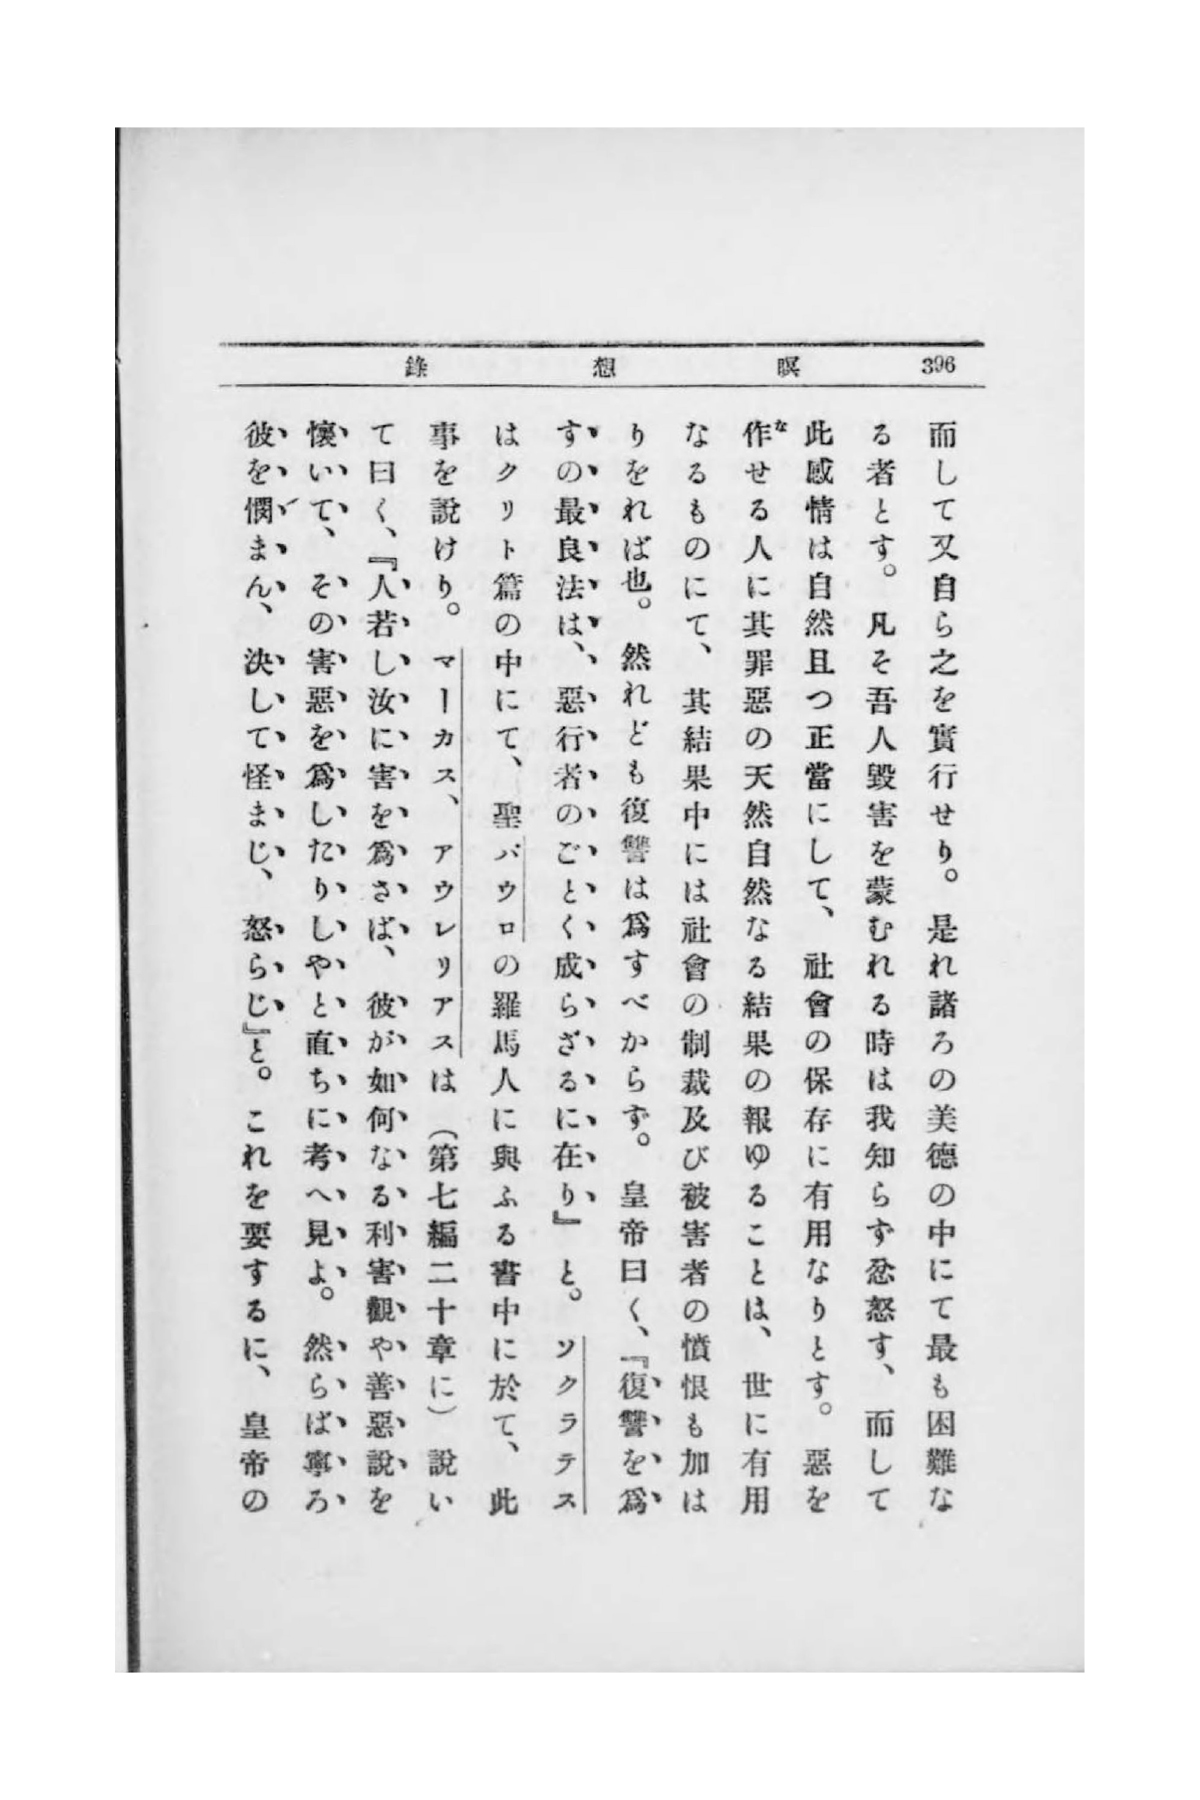 396 瞑想錄
而して又自ら之を實行せり。是れ諸ろの美德の中にて最も困難な
る者とす。凡そ吾人毀害を蒙むれる時は我知らず忿怒す、而して
此感情は自然且つ正當にして、社會の保存に有用なりとす。惡を
作せる人に其罪惡の天然自然なる結果の報ゆることは、世に有用
なるものにて、其結果中には社會の制裁及び被害者の憤恨も加は
りをれば也。然れども復讐は爲すべからず。皇帝曰く、『復讐を爲
すの最良法は、惡行者のごとく成らざるに在り』と。ソクラテス
はクリト篇の中にて、聖パウロの羅馬人に與ふる書中に於て、此
事を說けり。マーカス、アウレリアスは（第七編二十章に）說い
て曰く、『人若し汝に害を爲さば、彼が如何なる利害觀や善惡說を
懷いて、その害惡を爲したりしやと直ちに考へ見よ。然らば寧ろ
彼を憫まん、決して怪まじ、怒らじ』と。これを要するに、皇帝の